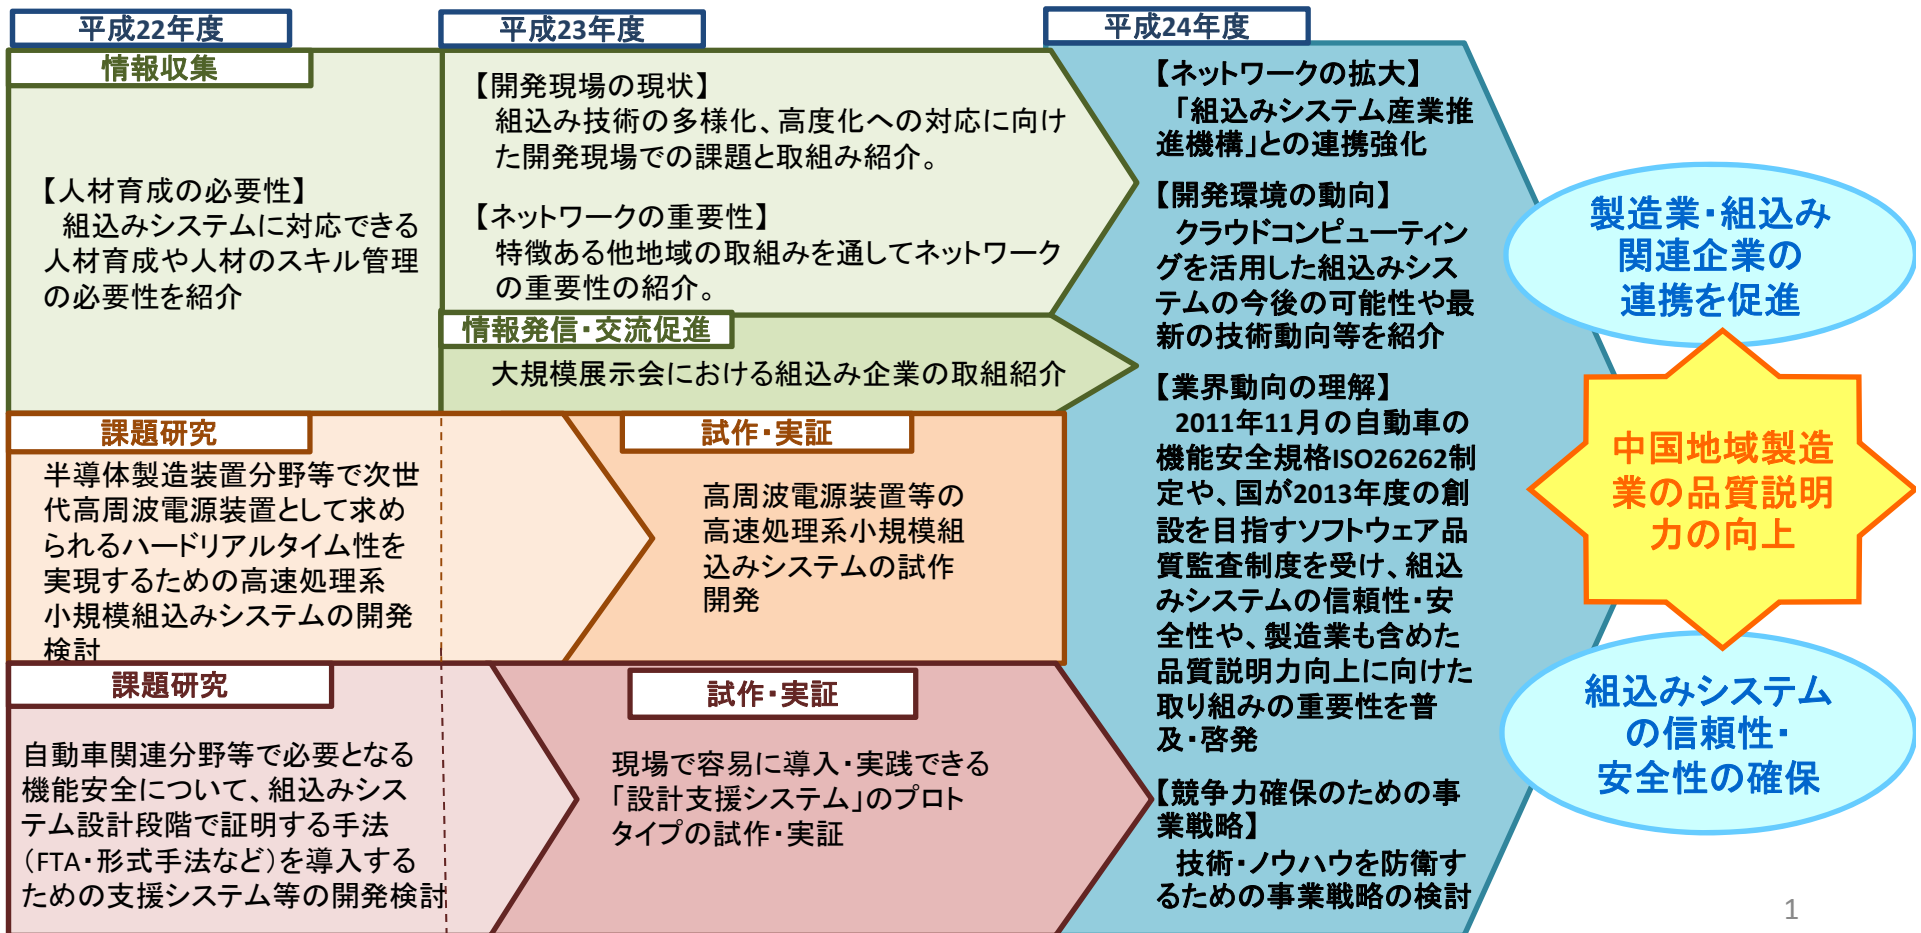 平成22年度
平成23年度
平成24年度
情報収集
【人材育成の必要性】
組込みシステムに対応できる
人材育成や人材のスキル管理
の必要性を紹介
【開発現場の現状】
組込み技術の多様化、高度化への対応に向け
た開発現場での課題と取組み紹介。
【ネットワークの重要性】
特徴ある他地域の取組みを通してネットワーク
の重要性の紹介。
情報発信・交流促進
大規模展示会における組込み企業の取組紹介
課題研究
半導体製造装置分野等で次世
代高周波電源装置として求め
られるハードリアルタイム性を
実現するための高速処理系
小規模組込みシステムの開発
検討
試作・実証
高周波電源装置等の
高速処理系小規模組
込みシステムの試作
開発
課題研究
自動車関連分野等で必要となる
機能安全について、組込みシス
テム設計段階で証明する手法
（FTA・形式手法など）を導入する
ための支援システム等の開発検討
試作・実証
現場で容易に導入・実践できる
「設計支援システム」のプロト
タイプの試作・実証
【ネットワークの拡大】
「組込みシステム産業推
進機構」との連携強化
【開発環境の動向】
クラウドコンピューティン
グを活用した組込みシス
テムの今後の可能性や最
新の技術動向等を紹介
【業界動向の理解】
2011年11月の自動車の
機能安全規格ISO26262制
定や、国が2013年度の創
設を目指すソフトウェア品
質監査制度を受け、組込
みシステムの信頼性・安
全性や、製造業も含めた
品質説明力向上に向けた
取り組みの重要性を普
及・啓発
【競争力確保のための事
業戦略】
技術・ノウハウを防衛す
るための事業戦略の検討
製造業・組込み
関連企業の
連携を促進
中国地域製造
業の品質説明
力の向上
組込みシステム
の信頼性・
安全性の確保
1